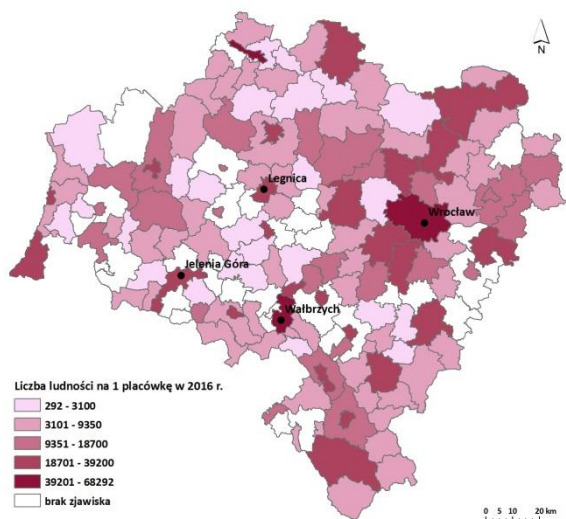 N
Legnica
Wrocław
Jelenia Góra
Wałbrzych
Liczba ludności na 1 placówkę w 2016 r.
292 - 3100
3101 - 9350
9351 - 18700
18701 - 39200
39201 - 68292
brak zjawiska
0 5 10 20 km